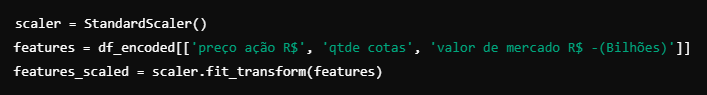 scaler = StandardScaler()
features = df_encoded[['preço ação R$', 'qtde cotas', 'valor de mercado R$ -(Bilhões)']]
features_scaled = scaler.fit_transform(features)